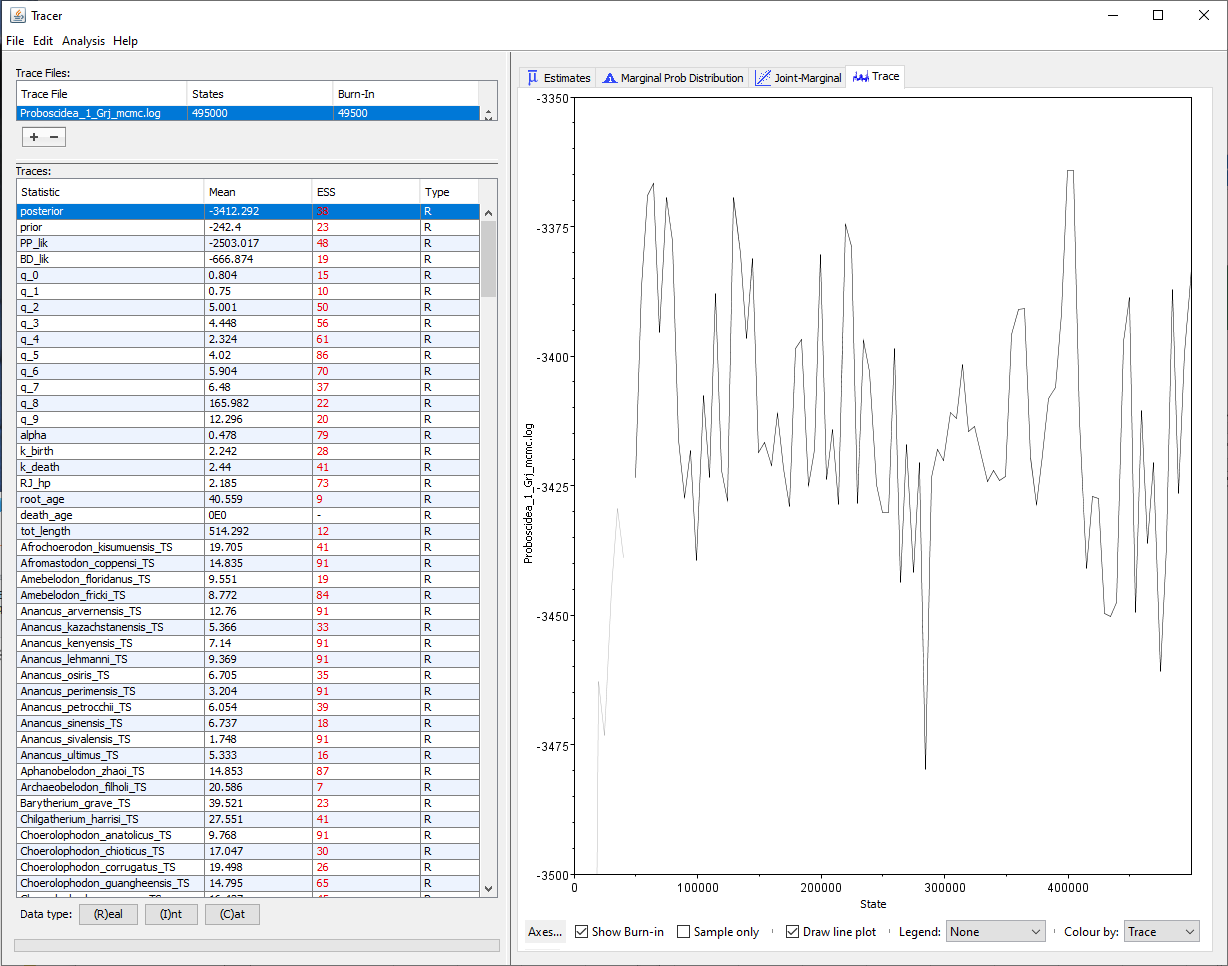 Tracer
File Edit Analysis Help
Trace Files:
Trace File States Burn-In
Proboscidea_1_Grj_mcmc.log 495000 49500
+ −
Traces:
Statistic Mean ESS Type
posterior -3412.292 38 R
prior -242.4 23 R
PP_lik -2503.017 48 R
BD_lik -666.874 19 R
q_0 0.804 15 R
q_1 0.75 10 R
q_2 5.001 50 R
q_3 4.448 56 R
q_4 2.324 61 R
q_5 4.02 86 R
q_6 5.904 70 R
q_7 6.48 37 R
q_8 165.982 22 R
q_9 12.296 20 R
alpha 0.478 79 R
k_birth 2.242 28 R
k_death 2.44 41 R
RJ_hp 2.185 73 R
root_age 40.559 9 R
death_age 0E0 - R
tot_length 514.292 12 R
Afrochoerodon_kisumuensis_TS 19.705 41 R
Afromastodon_coppensi_TS 14.835 91 R
Amebelodon_floridanus_TS 9.551 19 R
Amebelodon_fricki_TS 8.772 84 R
Anancus_arvernensis_TS 12.76 91 R
Anancus_kazachstanensis_TS 5.366 33 R
Anancus_kenyensis_TS 7.14 91 R
Anancus_lehmanni_TS 9.369 91 R
Anancus_osiris_TS 6.705 35 R
Anancus_perimensis_TS 3.204 91 R
Anancus_petrocchii_TS 6.054 39 R
Anancus_sinensis_TS 6.737 18 R
Anancus_sivalensis_TS 1.748 91 R
Anancus_ultimus_TS 5.333 16 R
Aphanobelodon_zhaoi_TS 14.853 87 R
Archaeobelodon_filholi_TS 20.586 7 R
Barytherium_grave_TS 39.521 23 R
Chilgatherium_harrisi_TS 27.551 41 R
Choerolophodon_anatolicus_TS 9.768 91 R
Choerolophodon_chioticus_TS 17.047 30 R
Choerolophodon_corrugatus_TS 19.498 26 R
Choerolophodon_guangheensis_TS 14.795 65 R
Data type: (R)eal (I)nt (C)at
Estimates Marginal Prob Distribution Joint-Marginal Trace
-3350
-3375
-3400
-3425
-3450
-3475
-3500
Proboscidea_1_Grj_mcmc.log
0 100000 200000 300000 400000
State
Axes... Show Burn-in Sample only Draw line plot Legend: None Colour by: Trace